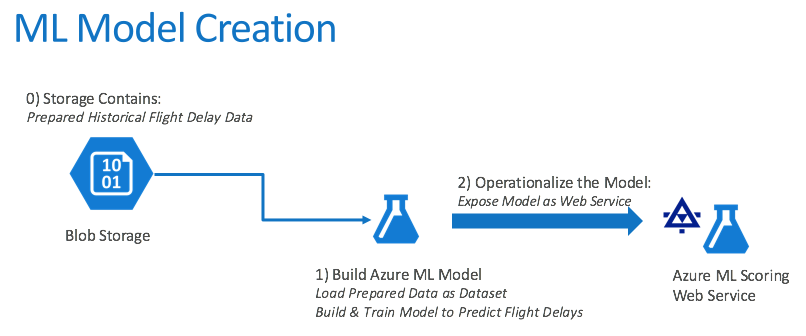 ML Model Creation
0) Storage Contains:
Prepared Historical Flight Delay Data
10
01
Blob Storage
2) Operationalize the Model:
Expose Model as Web Service
1) Build Azure ML Model
Load Prepared Data as Dataset
Build & Train Model to Predict Flight Delays
Azure ML Scoring
Web Service